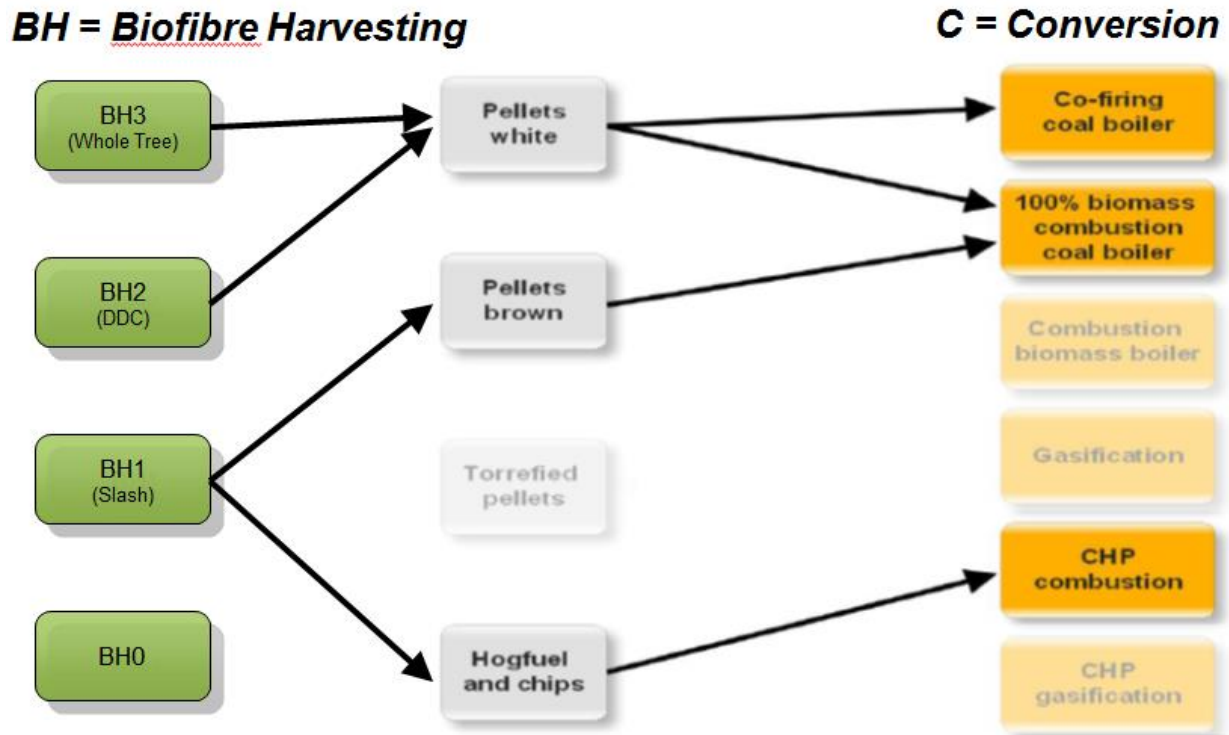 BH = Biofibre Harvesting
C = Conversion
BH3
(Whole Tree)
Pellets
white
Co-firing
coal boiler
100% biomass
combustion
coal boiler
BH2
(DDC)
Pellets
brown
Combustion
biomass boiler
BH1
(Slash)
Torrefied
pellets
Gasification
CHP
combustion
BH0
Hogfuel
and chips
CHP
gasification